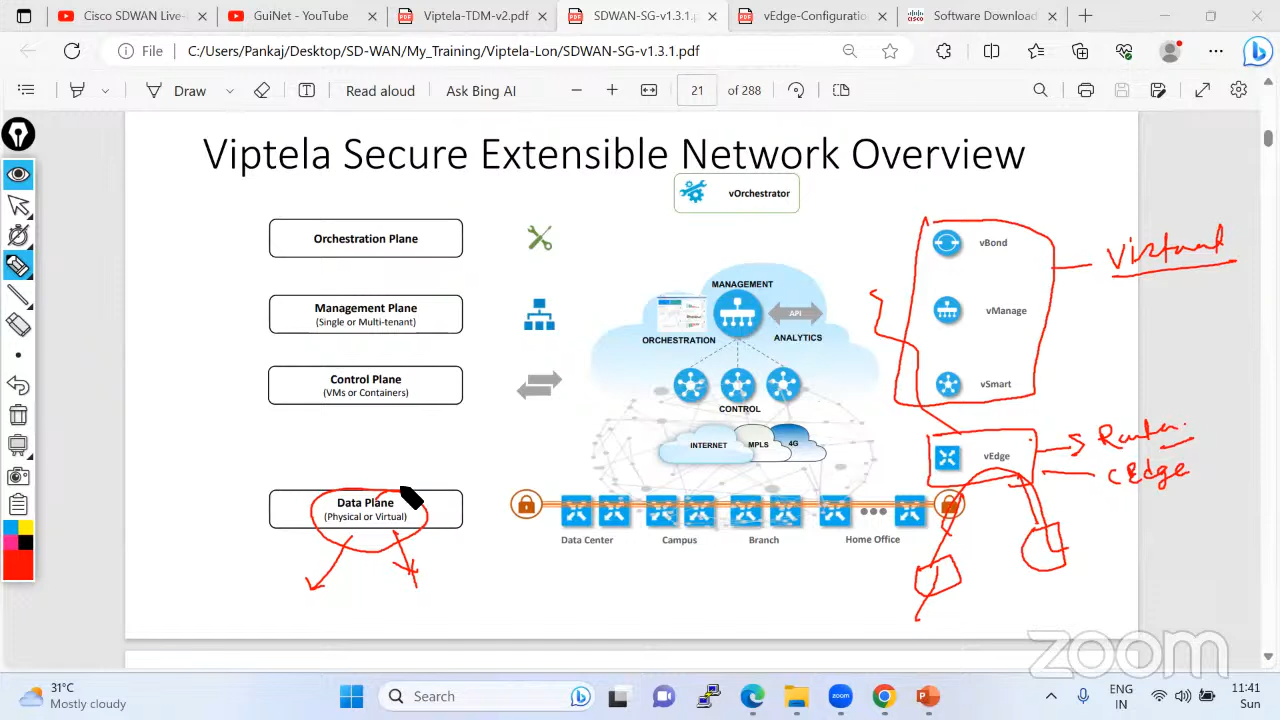 Cisco SDWAN Live-
GuiNet - YouTube
Viptela-TDM-v2.pdf
SDWAN-SG-v1.3.1.
vEdge-Configuratio
Software Download
File C:/Users/Pankaj/Desktop/SD-WAN/My_Training/Viptela-Lon/SDWAN-SG-v1.3.1.pdf
Draw
Read aloud
Ask Bing AI
21 of 288
Viptela Secure Extensible Network Overview
vOrchestrator
Orchestration Plane
Management Plane
(Single or Multi-tenant)
Control Plane
(VMs or Containers)
Data Plane
(Physical or Virtual)
MANAGEMENT
API
ORCHESTRATION
ANALYTICS
CONTROL
INTERNET
MPLS
4G
Data Center
Campus
Branch
Home Office
vBond
vManage
vSmart
vEdge
Virtual
Router
cEdge
zoom
31°C
Mostly cloudy
Search
zoom
ENG
IN
11:41
Sun